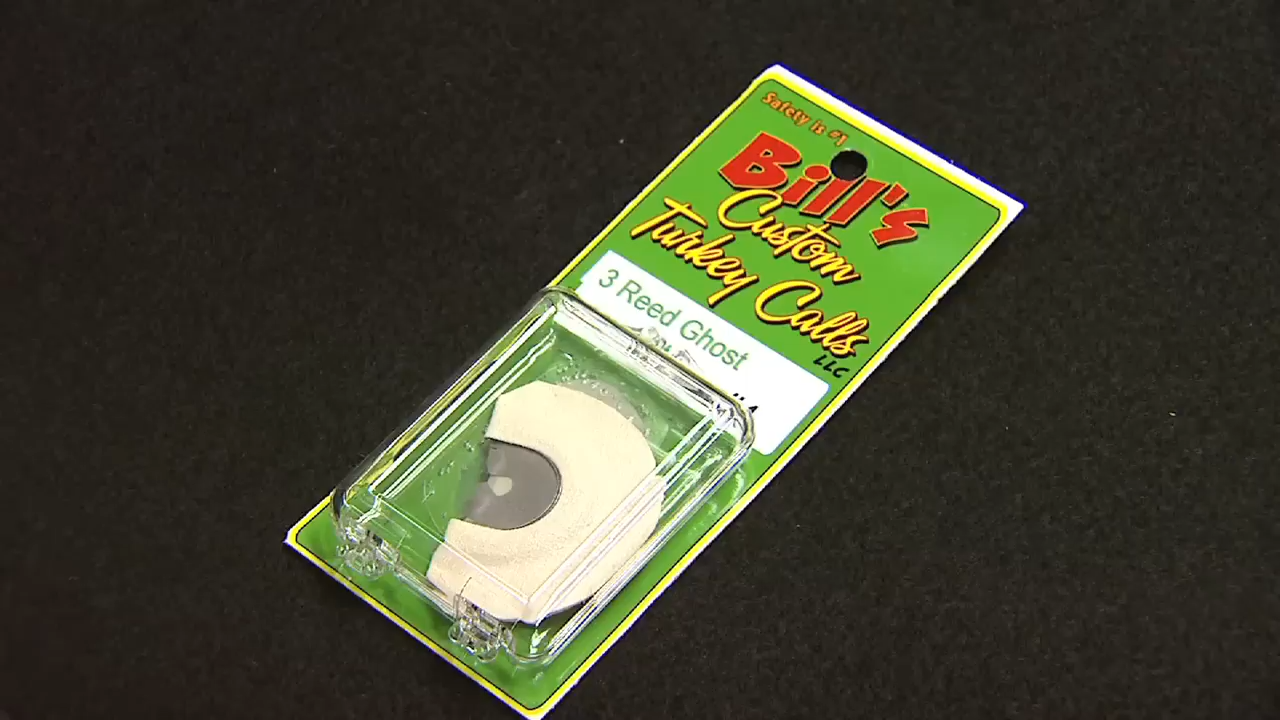 Safety is #1
Bill's
Custom
Turkey Calls
LLC
3 Reed Ghost